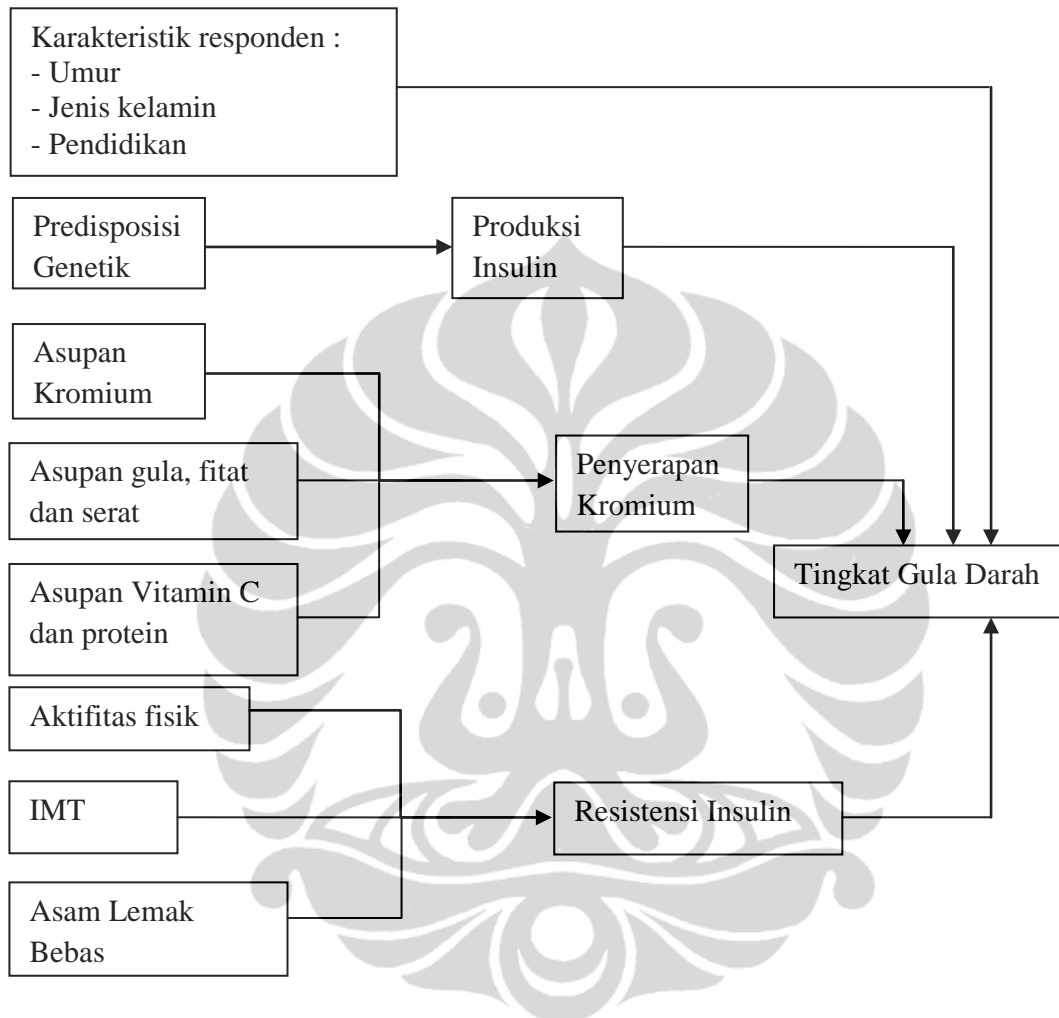 Karakteristik responden :
- Umur
- Jenis kelamin
- Pendidikan
Predisposisi
Genetik
Produksi
Insulin
Asupan
Kromium
Asupan gula, fitat
dan serat
Penyerapan
Kromium
Asupan Vitamin C
dan protein
Tingkat Gula Darah
Aktifitas fisik
IMT
Resistensi Insulin
Asam Lemak
Bebas